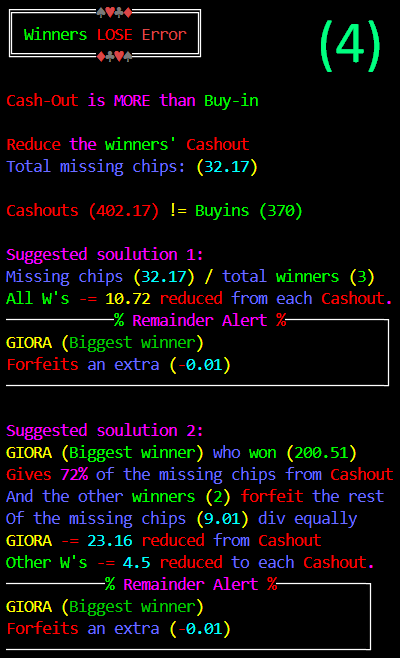 ♠♥♣♦
Winners LOSE Error
♦♣♥♠
(4)
Cash-Out is MORE than Buy-in
Reduce the winners' Cashout
Total missing chips: (32.17)
Cashouts (402.17) != Buyins (370)
Suggested soulution 1:
Missing chips (32.17) / total winners (3)
All W's -= 10.72 reduced from each Cashout.
% Remainder Alert %
GIORA (Biggest winner)
Forfeits an extra (-0.01)
Suggested soulution 2:
GIORA (Biggest winner) who won (200.51)
Gives 72% of the missing chips from Cashout
And the other winners (2) forfeit the rest
Of the missing chips (9.01) div equally
GIORA -= 23.16 reduced from Cashout
Other W's -= 4.5 reduced to each Cashout.
% Remainder Alert %
GIORA (Biggest winner)
Forfeits an extra (-0.01)